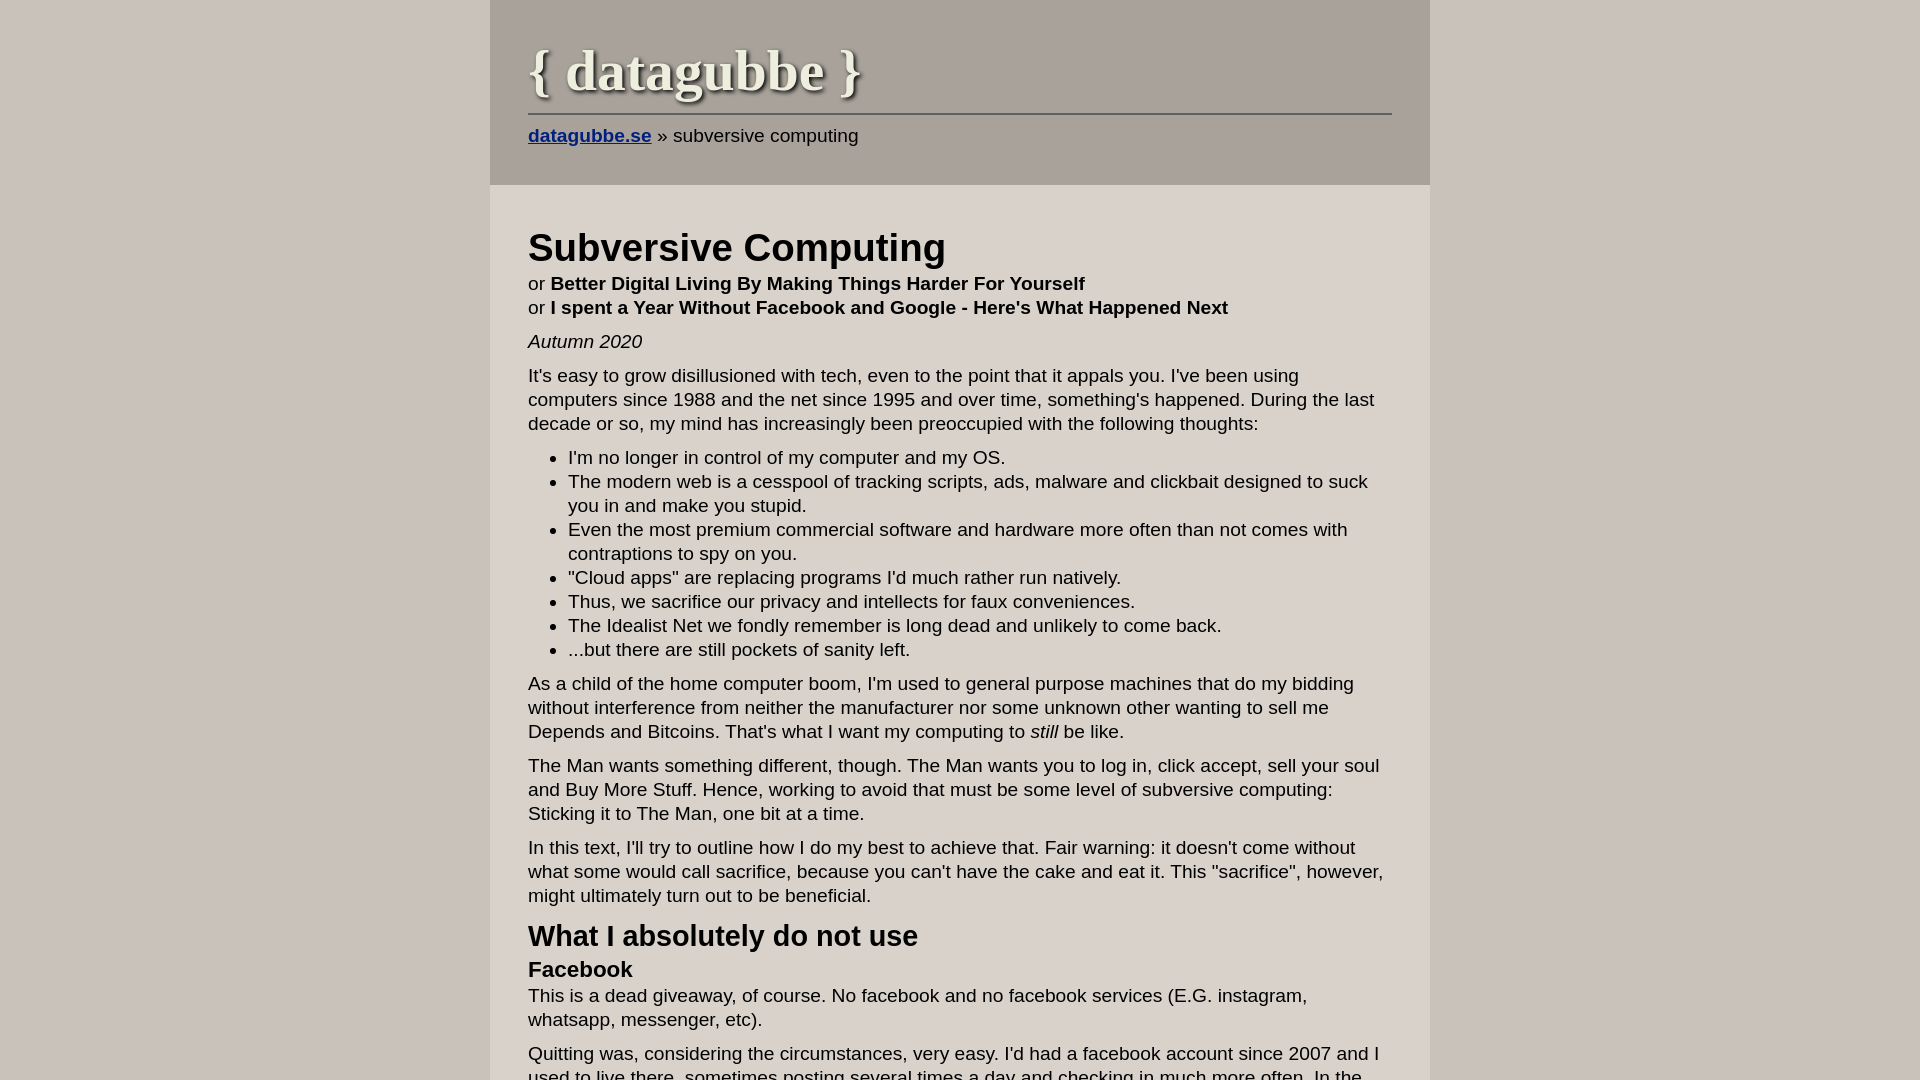 { datagubbe }
datagubbe.se » subversive computing
Subversive Computing
or Better Digital Living By Making Things Harder For Yourself
or I spent a Year Without Facebook and Google - Here's What Happened Next
Autumn 2020
It's easy to grow disillusioned with tech, even to the point that it appals you. I've been using
computers since 1988 and the net since 1995 and over time, something's happened. During the last
decade or so, my mind has increasingly been preoccupied with the following thoughts:
• I'm no longer in control of my computer and my OS.
• The modern web is a cesspool of tracking scripts, ads, malware and clickbait designed to suck
you in and make you stupid.
• Even the most premium commercial software and hardware more often than not comes with
contraptions to spy on you.
• "Cloud apps" are replacing programs I'd much rather run natively.
• Thus, we sacrifice our privacy and intellects for faux conveniences.
• The Idealist Net we fondly remember is long dead and unlikely to come back.
• ...but there are still pockets of sanity left.
As a child of the home computer boom, I'm used to general purpose machines that do my bidding
without interference from neither the manufacturer nor some unknown other wanting to sell me
Depends and Bitcoins. That's what I want my computing to still be like.
The Man wants something different, though. The Man wants you to log in, click accept, sell your soul
and Buy More Stuff. Hence, working to avoid that must be some level of subversive computing:
Sticking it to The Man, one bit at a time.
In this text, I'll try to outline how I do my best to achieve that. Fair warning: it doesn't come without
what some would call sacrifice, because you can't have the cake and eat it. This "sacrifice", however,
might ultimately turn out to be beneficial.
What I absolutely do not use
Facebook
This is a dead giveaway, of course. No facebook and no facebook services (E.G. instagram,
whatsapp, messenger, etc).
Quitting was, considering the circumstances, very easy. I'd had a facebook account since 2007 and I
used to live there, sometimes posting several times a day and checking in much more often. In the